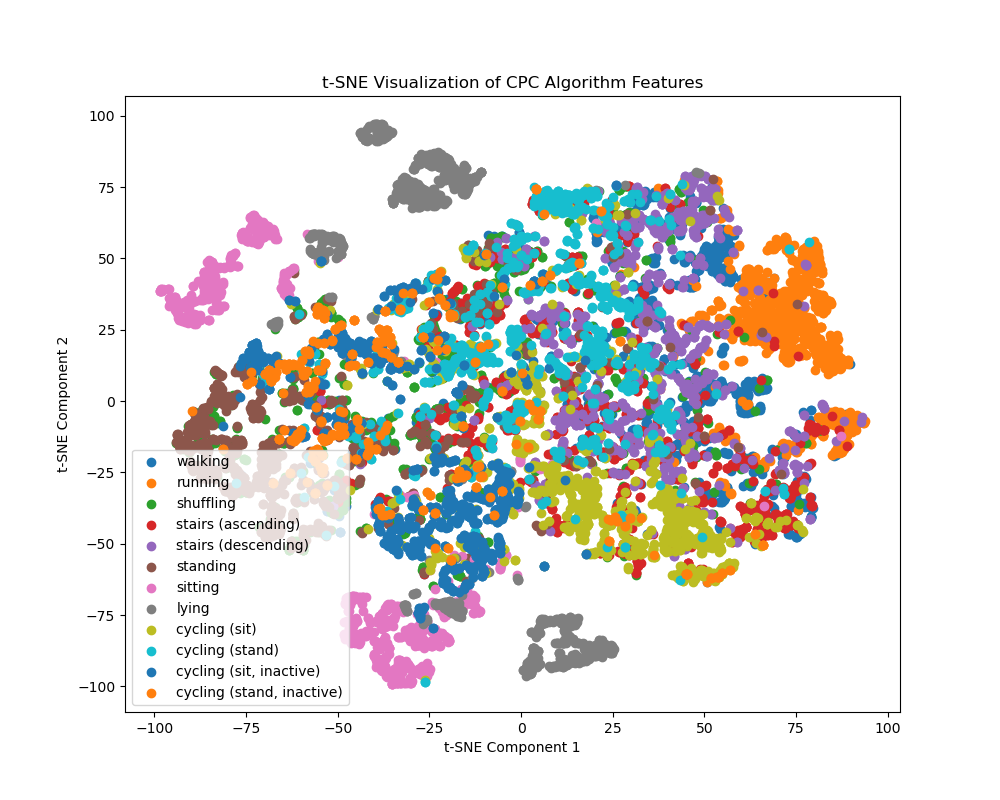 t-SNE Visualization of CPC Algorithm Features
t-SNE Component 2
100
75
50
25
0
−25
−50
−75
−100
walking
running
shuffling
stairs (ascending)
stairs (descending)
standing
sitting
lying
cycling (sit)
cycling (stand)
cycling (sit, inactive)
cycling (stand, inactive)
−100 −75 −50 −25 0 25 50 75 100
t-SNE Component 1